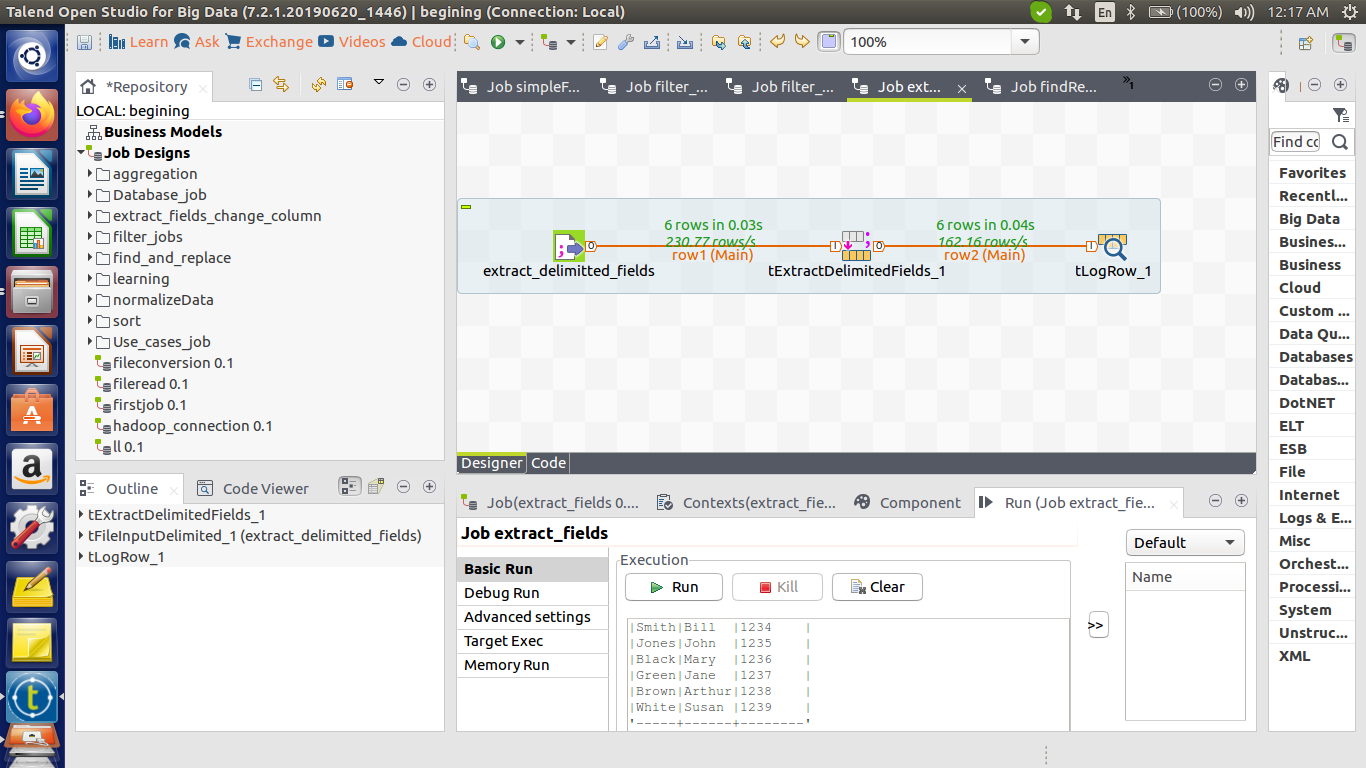 Talend Open Studio for Big Data (7.2.1.20190620_1446) | begining (Connection: Local)
En (100%) 12:17 AM
Learn Ask Exchange Videos Cloud 100%
*Repository
LOCAL: begining
Business Models
Job Designs
aggregation
Database_job
extract_fields_change_column
filter_jobs
find_and_replace
learning
normalizeData
sort
Use_cases_job
fileconversion 0.1
fileread 0.1
firstjob 0.1
hadoop_connection 0.1
ll 0.1
Outline Code Viewer
tExtractDelimitedFields_1
tFileInputDelimited_1 (extract_delimitted_fields)
tLogRow_1
Job simpleF... Job filter_... Job filter_... Job ext... Job findRe... »1
6 rows in 0.03s
230.77 rows/s
row1 (Main)
6 rows in 0.04s
162.16 rows/s
row2 (Main)
extract_delimitted_fields
tExtractDelimitedFields_1
tLogRow_1
Designer Code
Job(extract_fields 0.... Contexts(extract_fie... Component Run (Job extract_fie...
Job extract_fields
Basic Run
Debug Run
Advanced settings
Target Exec
Memory Run
Execution
Run Kill Clear
|Smith|Bill  |1234    |
|Jones|John  |1235    |
|Black|Mary  |1236    |
|Green|Jane  |1237    |
|Brown|Arthur|1238    |
|White|Susan |1239    |
'-----+------+--------'
>>
Default
Name
Find cc
Favorites
Recentl...
Big Data
Business...
Business
Cloud
Custom ...
Data Qu...
Databases
Databas...
DotNET
ELT
ESB
File
Internet
Logs & E...
Misc
Orchest...
Processi...
System
Unstruc...
XML